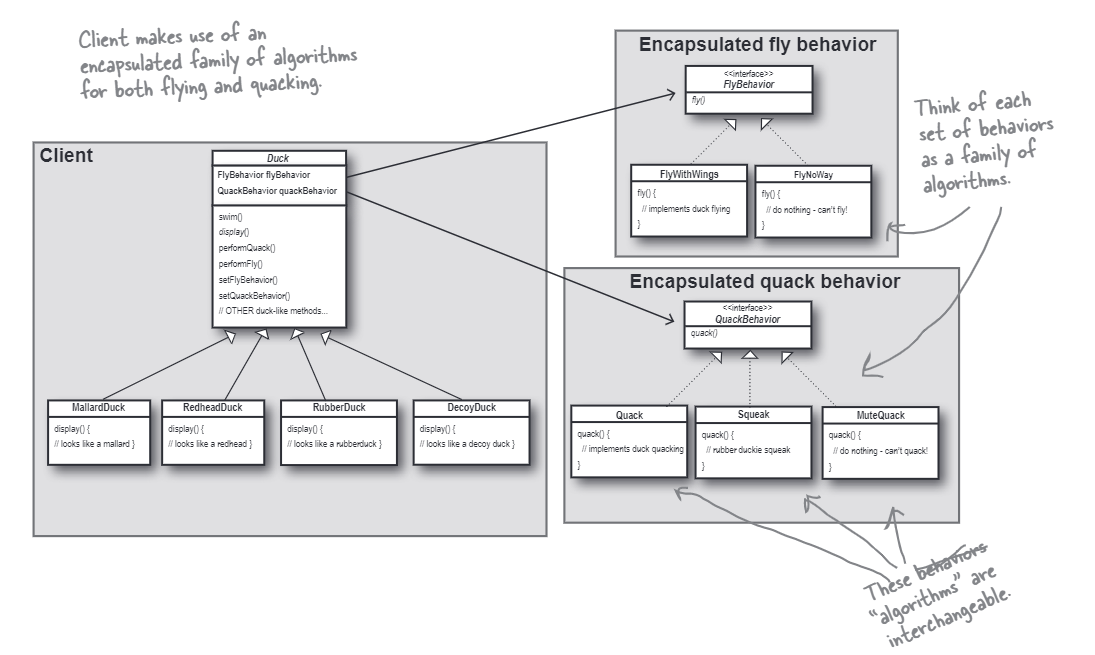 Client makes use of an
encapsulated family of algorithms
for both flying and quacking.
Client
Duck
FlyBehavior flyBehavior
QuackBehavior quackBehavior
swim()
display()
performQuack()
performFly()
setFlyBehavior()
setQuackBehavior()
// OTHER duck-like methods...
MallardDuck
display() {
// looks like a mallard }
RedheadDuck
display() {
// looks like a redhead }
RubberDuck
display() {
// looks like a rubberduck }
DecoyDuck
display() {
// looks like a decoy duck }
Encapsulated fly behavior
<<interface>>
FlyBehavior
fly()
FlyWithWings
fly() {
// implements duck flying
}
FlyNoWay
fly() {
// do nothing - can't fly!
}
Think of each
set of behaviors
as a family of
algorithms.
Encapsulated quack behavior
<<interface>>
QuackBehavior
quack()
Quack
quack() {
// implements duck quacking
}
Squeak
quack() {
// rubber duckie squeak
}
MuteQuack
quack() {
// do nothing - can't quack!
}
These behaviors
“algorithms” are
interchangeable.